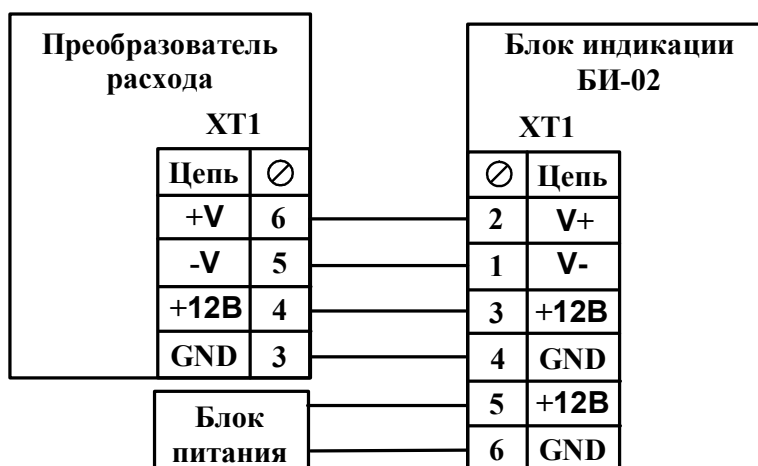 Преобразователь
расхода
XT1
Цепь
+V 6
-V 5
+12В 4
GND 3
Блок
питания
Блок индикации
БИ-02
XT1
Цепь
2 V+
1 V-
3 +12В
4 GND
5 +12В
6 GND